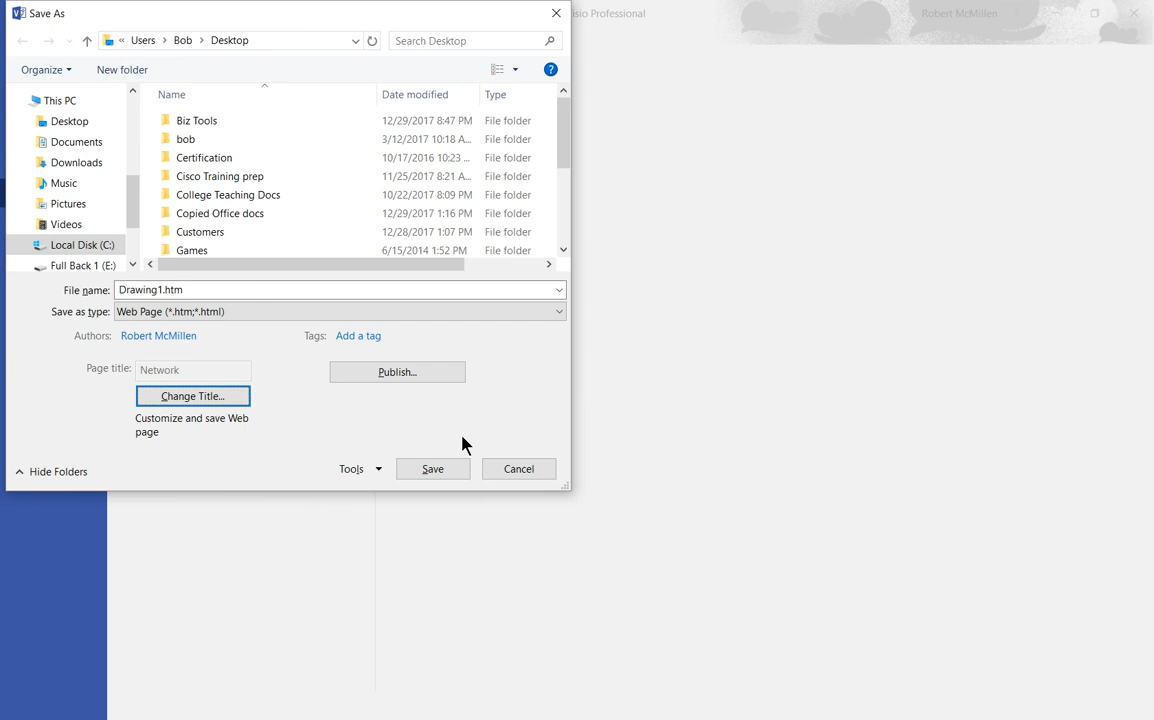 Save As
isio Professional
Robert McMillen
« Users > Bob > Desktop
Search Desktop
Organize
New folder
?
Name
Date modified
Type
This PC
Desktop
Documents
Downloads
Music
Pictures
Videos
Local Disk (C:)
Full Back 1 (E:)
Biz Tools 12/29/2017 8:47 PM File folder
bob 3/12/2017 10:18 A... File folder
Certification 10/17/2016 10:23 ... File folder
Cisco Training prep 11/25/2017 8:21 A... File folder
College Teaching Docs 10/22/2017 8:09 PM File folder
Copied Office docs 12/29/2017 1:16 PM File folder
Customers 12/28/2017 1:07 PM File folder
Games 6/15/2014 1:52 PM File folder
File name: Drawing1.htm
Save as type: Web Page (*.htm;*.html)
Authors: Robert McMillen
Tags: Add a tag
Page title: Network
Publish...
Change Title...
Customize and save Web
page
Hide Folders
Tools
Save
Cancel